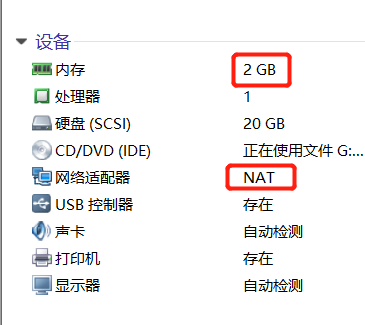 设备
内存 2 GB
处理器 1
硬盘 (SCSI) 20 GB
CD/DVD (IDE) 正在使用文件 G:...
网络适配器 NAT
USB 控制器 存在
声卡 自动检测
打印机 存在
显示器 自动检测